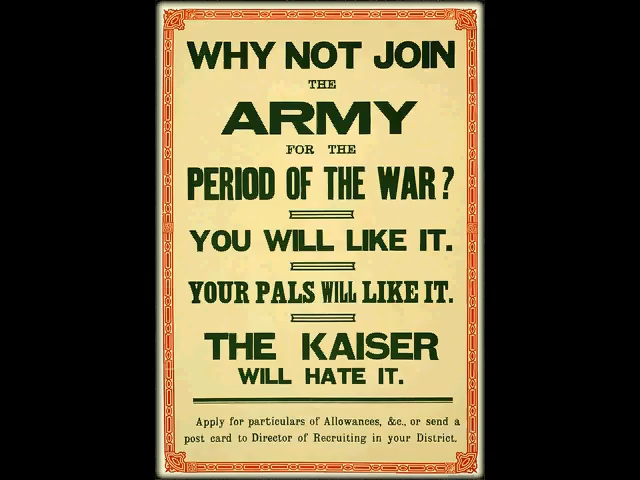 WHY NOT JOIN
THE
ARMY
FOR THE
PERIOD OF THE WAR?
YOU WILL LIKE IT.
YOUR PALS WILL LIKE IT.
THE KAISER
WILL HATE IT.
Apply for particulars of Allowances, &c., or send a
post card to Director of Recruiting in your District.